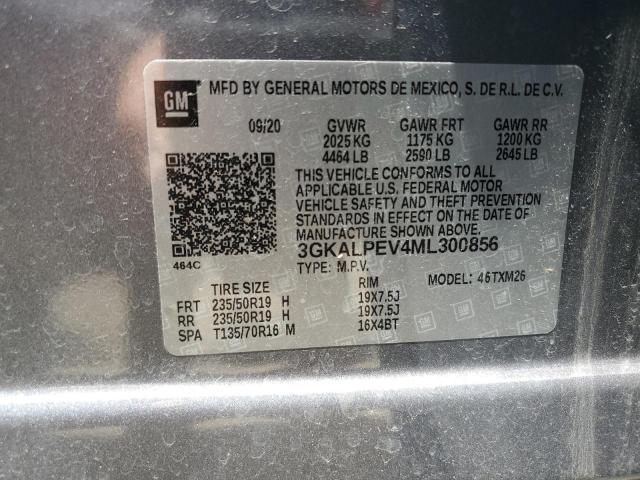 GM MFD BY GENERAL MOTORS DE MEXICO, S. DE R.L. DE C.V.
09/20 GVWR GAWR FRT GAWR RR
2025 KG 1175 KG 1200 KG
4464 LB 2590 LB 2645 LB
THIS VEHICLE CONFORMS TO ALL
APPLICABLE U.S. FEDERAL MOTOR
VEHICLE SAFETY AND THEFT PREVENTION
STANDARDS IN EFFECT ON THE DATE OF
MANUFACTURE SHOWN ABOVE.
464C 3GKALPEV4ML300856
TYPE: M.P.V. MODEL: 46TXM26
TIRE SIZE RIM
FRT 235/50R19 H 19X7.5J
RR 235/50R19 H 19X7.5J
SPA T135/70R16 M 16X4BT